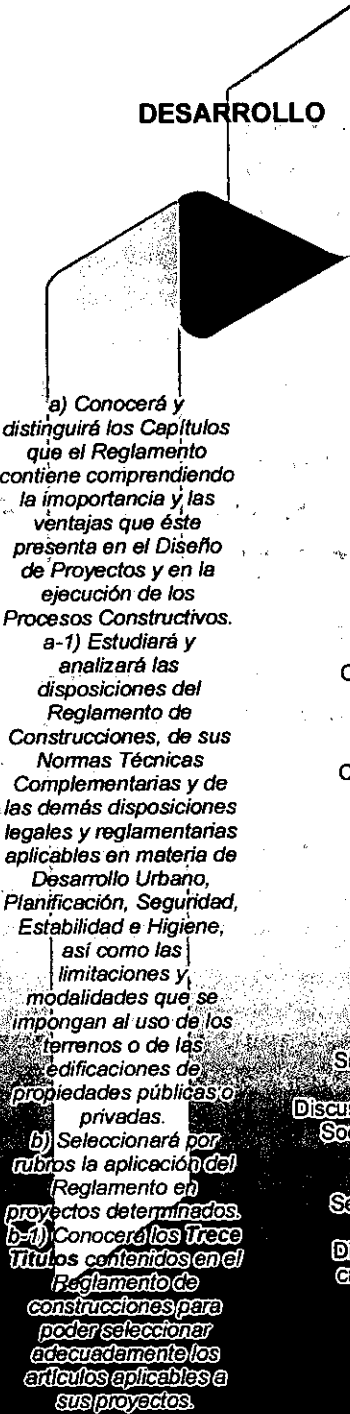 DESARROLLO
a) Conocerá y
distinguirá los Capítulos
que el Reglamento
contiene comprendiendo
la imoportancia y las
ventajas que éste
presenta en el Diseño
de Proyectos y en la
ejecución de los
Procesos Constructivos.
a-1) Estudiará y
analizará las
disposiciones del
Reglamento de
Construcciones, de sus
Normas Técnicas
Complementarias y de
las demás disposiciones
legales y reglamentarias
aplicables en materia de
Desarrollo Urbano,
Planificación, Seguridad,
Estabilidad e Higiene,
así como las
limitaciones y
modalidades que se
impongan al uso de los
terrenos o de las
edificaciones de
propiedades públicas o
privadas.
b) Seleccionará por
rubros la aplicación del
Reglamento en
proyectos determinados.
b-1) Conocerá los Trece
Títulos contenidos en el
Reglamento de
construcciones para
poder seleccionar
adecuadamente los
artículos aplicables a
sus proyectos.
C
C
S
Discus
Soc
Se
D
c